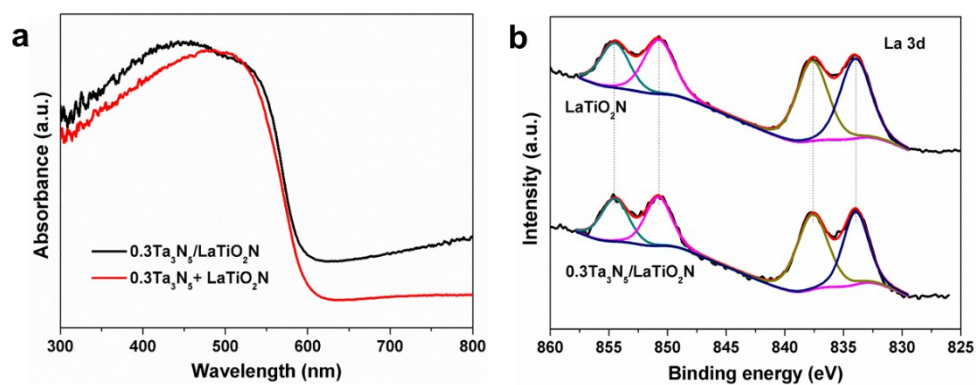 a
Absorbance (a.u.)
0.3Ta₃N₅/LaTiO₂N
0.3Ta₃N₅+ LaTiO₂N
300 400 500 600 700 800
Wavelength (nm)
b
La 3d
LaTiO₂N
0.3Ta₃N₅/LaTiO₂N
Intensity (a.u.)
860 855 850 845 840 835 830 825
Binding energy (eV)